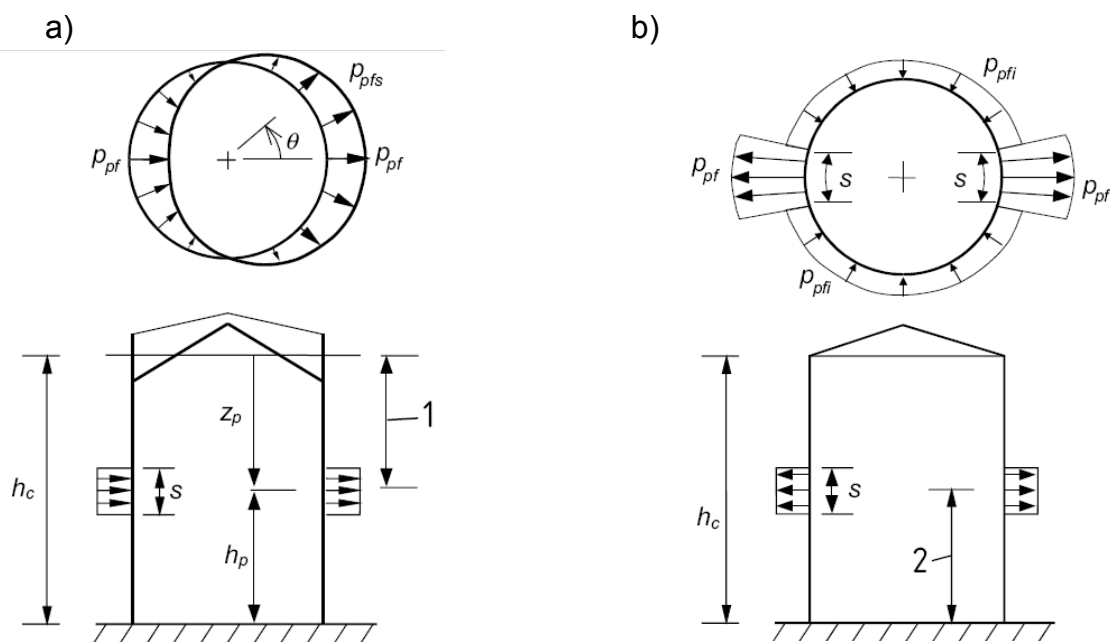 a)
b)
p_pfs
θ
p_pf
p_pf
p_pfi
p_pf
s
s
p_pf
p_pfi
z_p
1
h_c
s
h_p
h_c
s
2